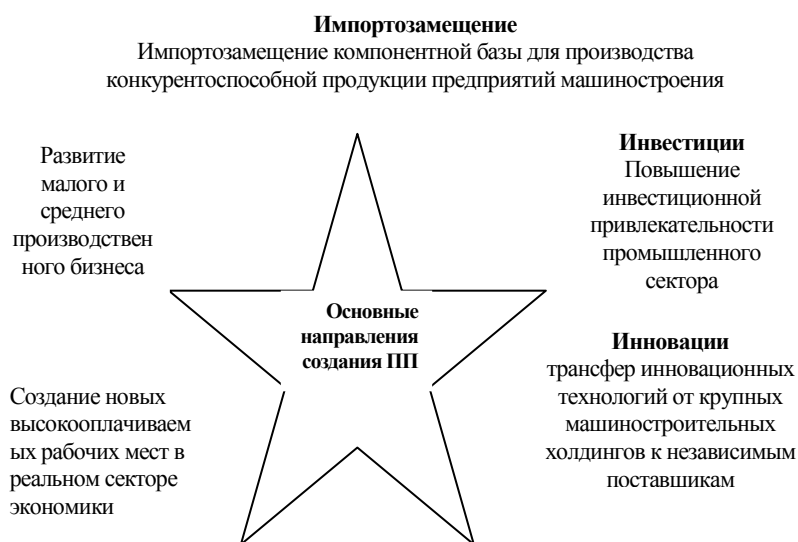 Импортозамещение
Импортозамещение компонентной базы для производства
конкурентоспособной продукции предприятий машиностроения
Развитие
малого и
среднего
производствен
ного бизнеса
Инвестиции
Повышение
инвестиционной
привлекательности
промышленного
сектора
Основные
направления
создания ПП
Создание новых
высокооплачиваем
ых рабочих мест в
реальном секторе
экономики
Инновации
трансфер инновационных
технологий от крупных
машиностроительных
холдингов к независимым
поставшикам